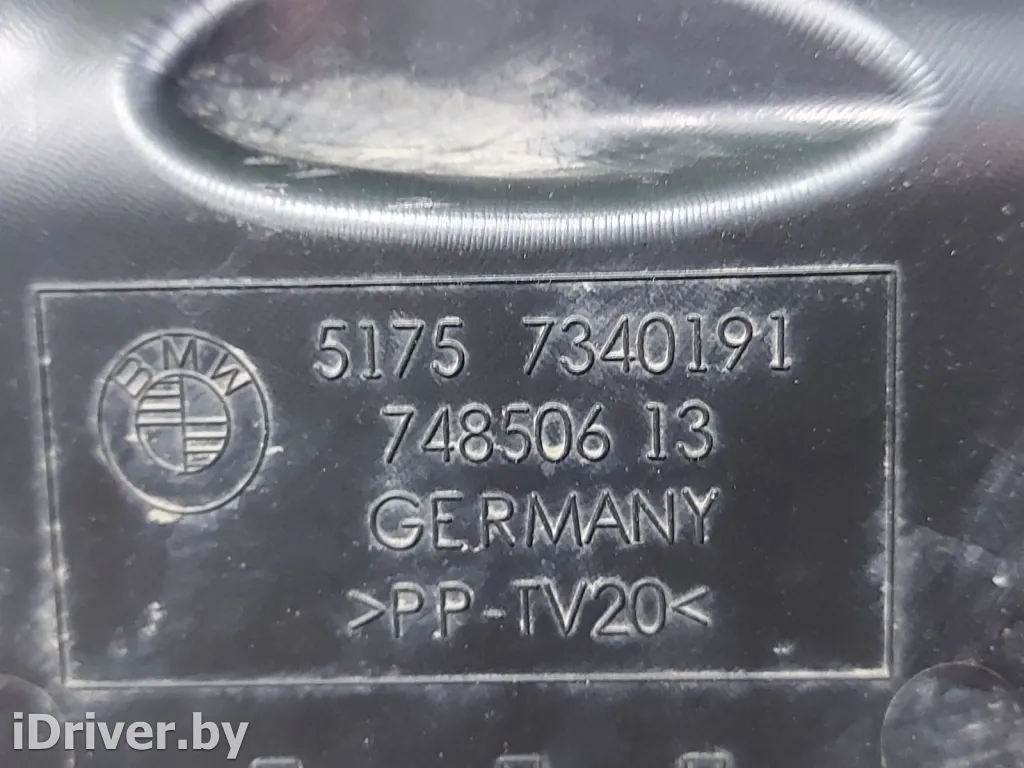 BMW
5175 7340191
748506 13
GERMANY
>PP-TV20<
iDriver.by